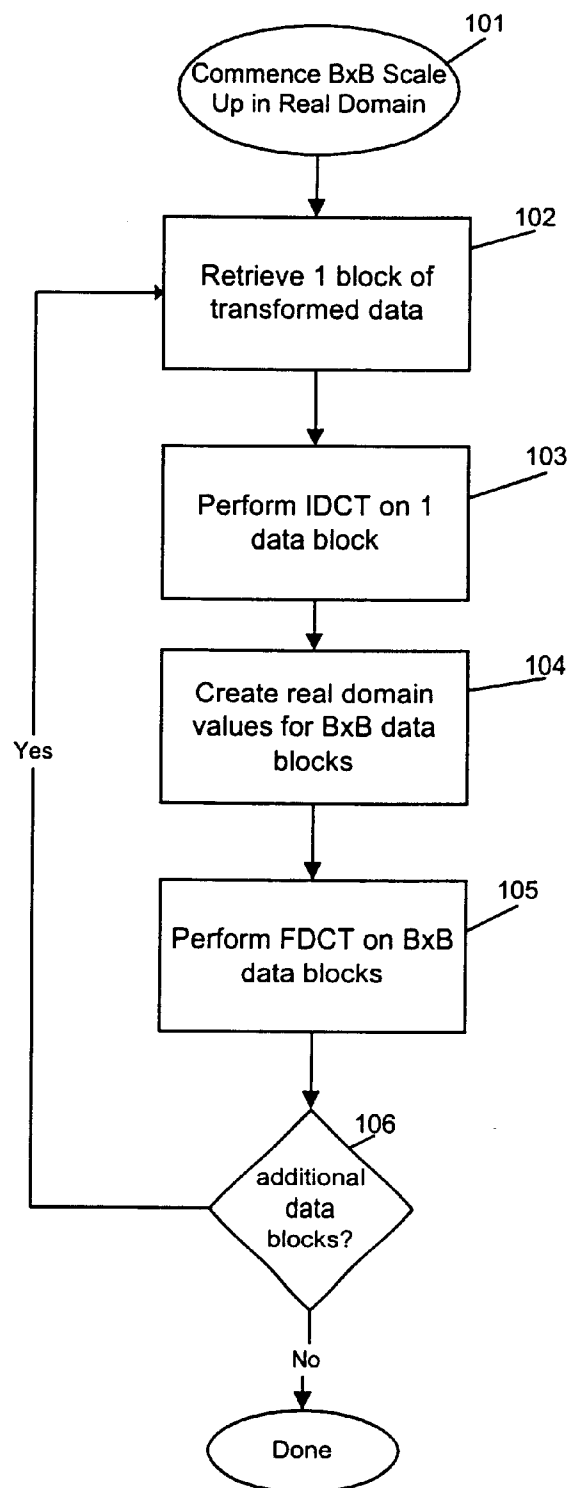 101
Commence BxB Scale
Up in Real Domain
102
Retrieve 1 block of
transformed data
103
Perform IDCT on 1
data block
104
Create real domain
values for BxB data
blocks
Yes
105
Perform FDCT on BxB
data blocks
106
additional
data
blocks?
No
Done